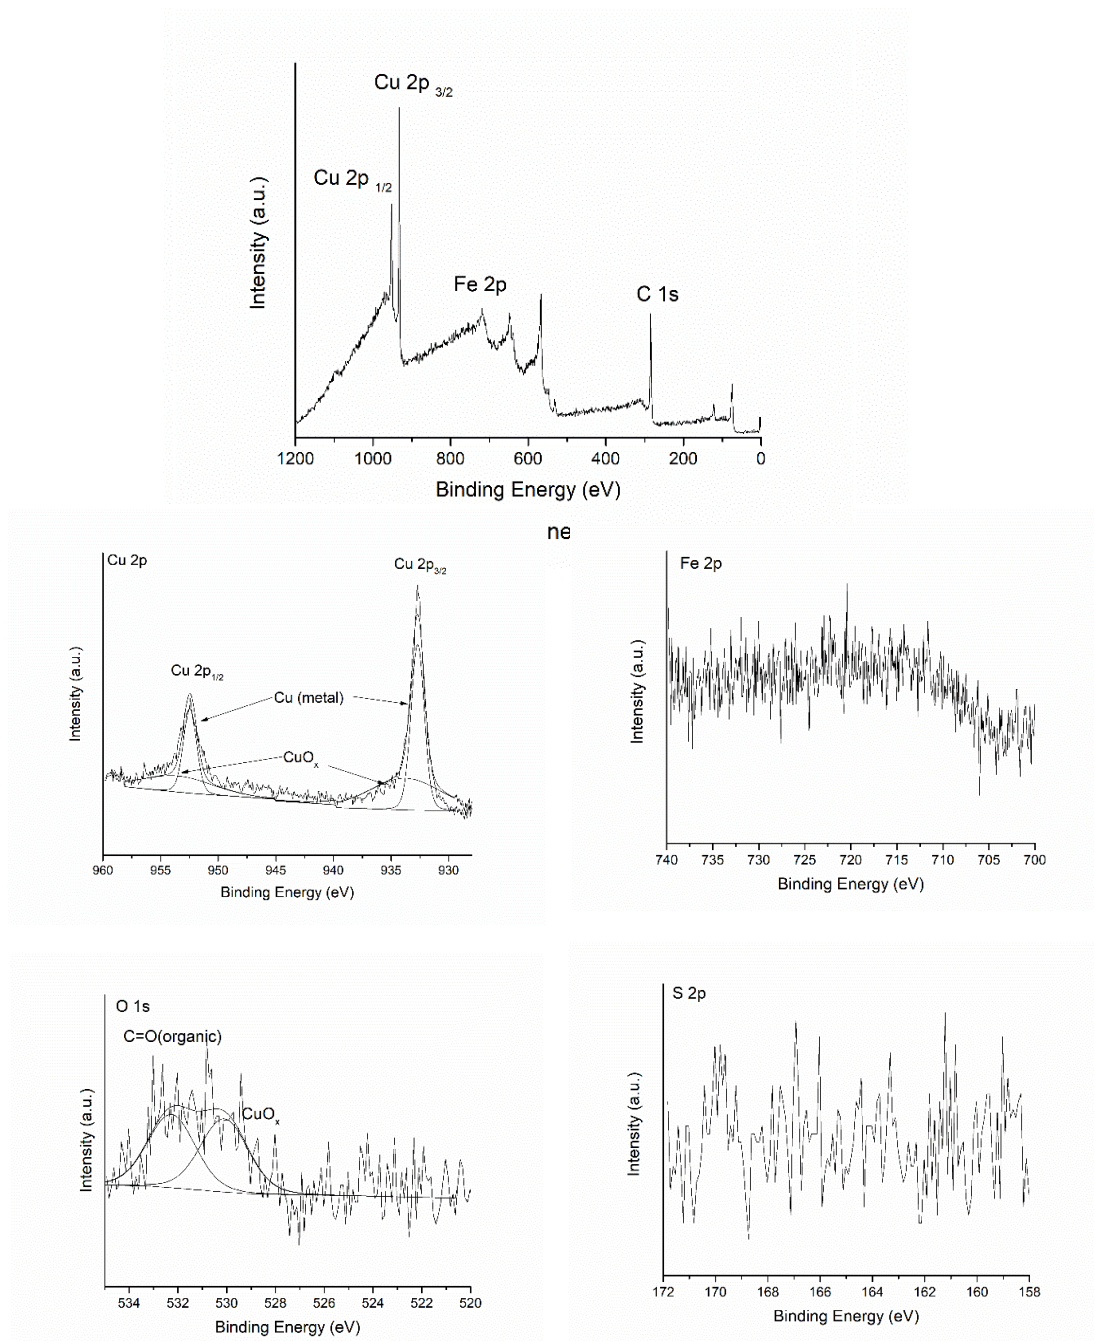 Cu 2p 3/2
Cu 2p 1/2
Fe 2p
C 1s
Intensity (a.u.)
1200 1000 800 600 400 200 0
Binding Energy (eV)
ne
Cu 2p
Cu 2p3/2
Cu 2p1/2
Cu (metal)
CuOx
Intensity (a.u.)
960 955 950 945 940 935 930
Binding Energy (eV)
Fe 2p
Intensity (a.u.)
740 735 730 725 720 715 710 705 700
Binding Energy (eV)
O 1s
C=O(organic)
CuOx
Intensity (a.u.)
534 532 530 528 526 524 522 520
Binding Energy (eV)
S 2p
Intensity (a.u.)
172 170 168 166 164 162 160 158
Binding Energy (eV)